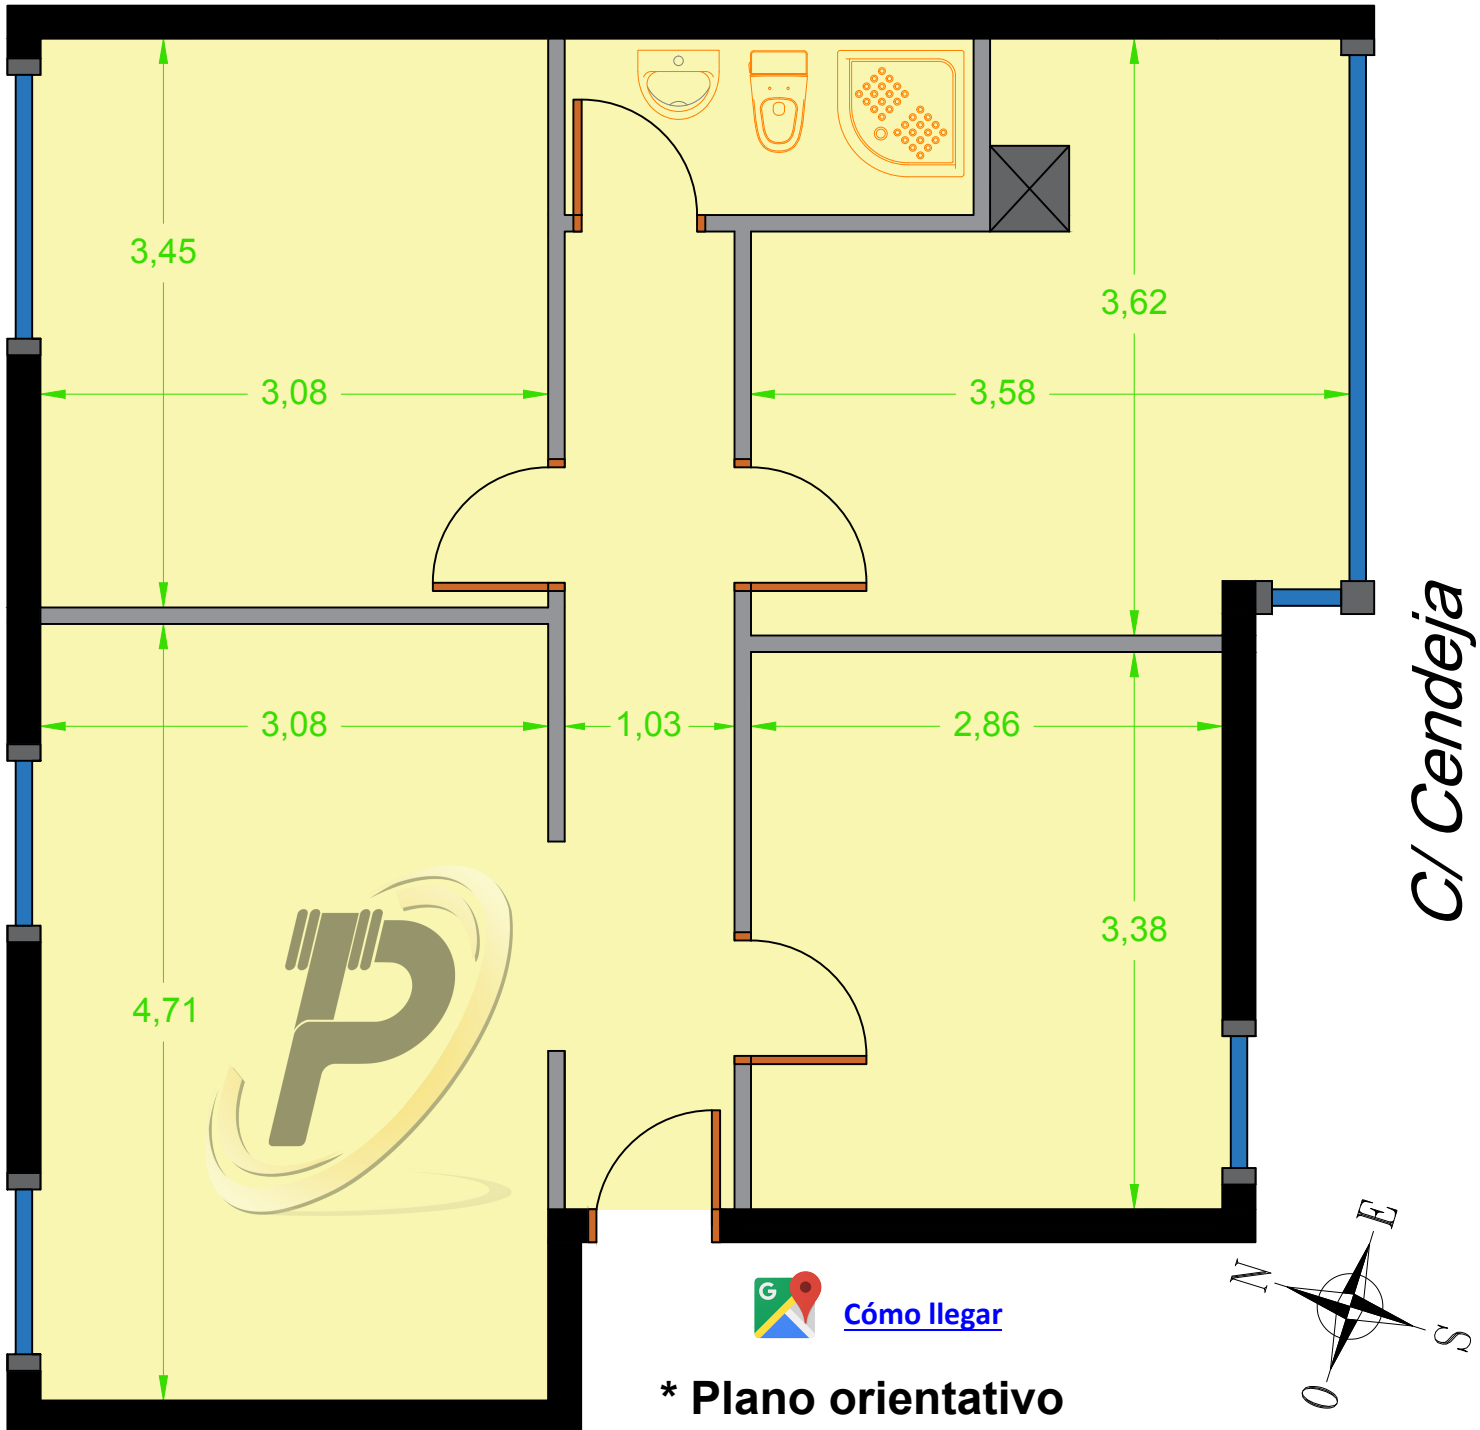 3,45
3,62
3,08
3,58
3,08
1,03
2,86
3,38
4,71
C/ Cendeja
P
E
N
S
O
G
Cómo llegar
* Plano orientativo